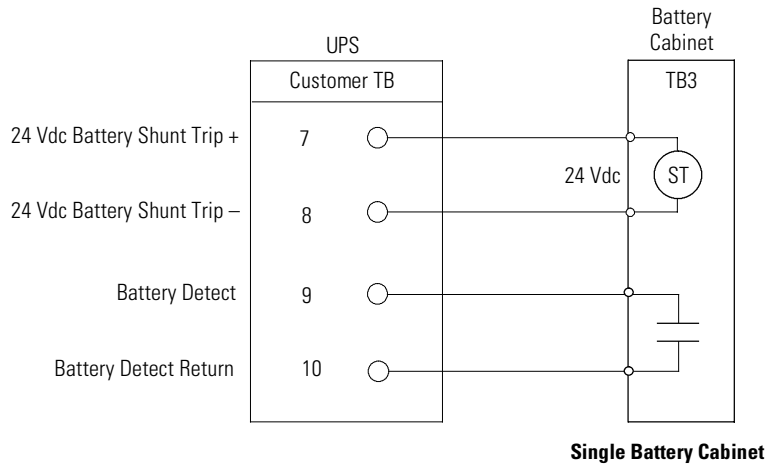 Battery
Cabinet
UPS
Customer TB
TB3
24 Vdc Battery Shunt Trip +
7
24 Vdc
ST
24 Vdc Battery Shunt Trip –
8
Battery Detect
9
Battery Detect Return
10
Single Battery Cabinet